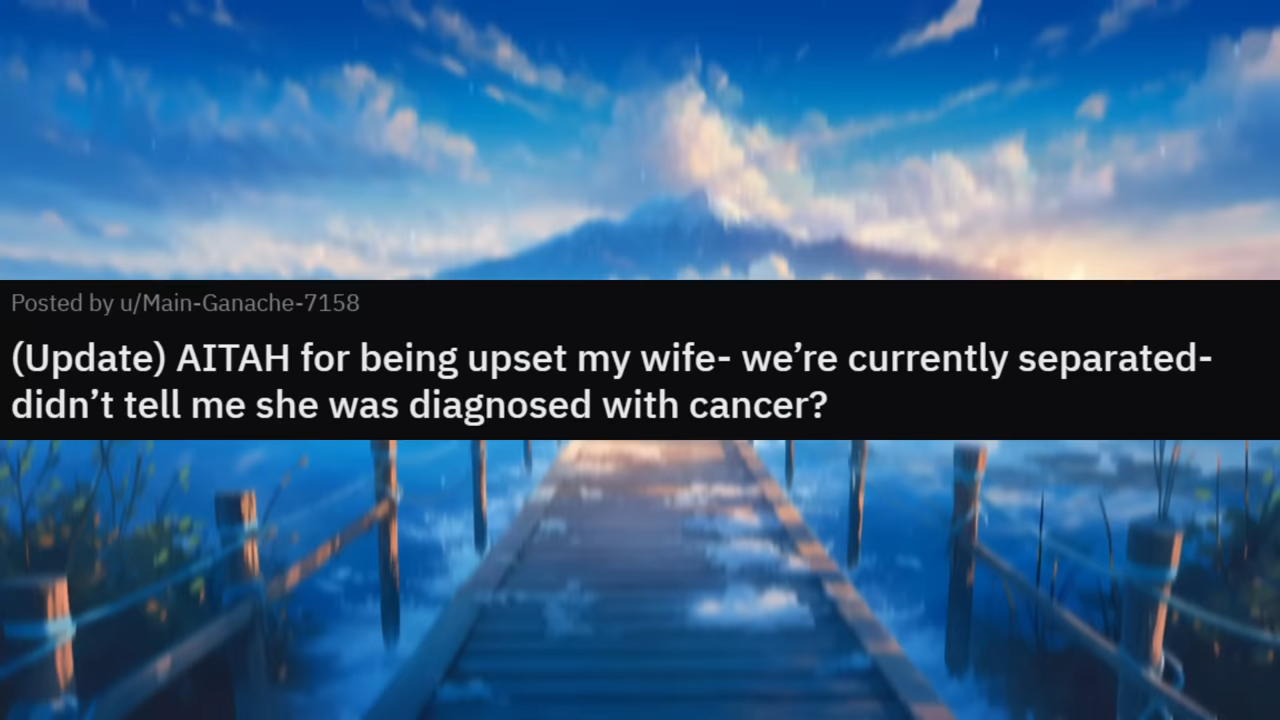 Posted by u/Main-Ganache-7158
(Update) AITAH for being upset my wife- we’re currently separated-
didn’t tell me she was diagnosed with cancer?